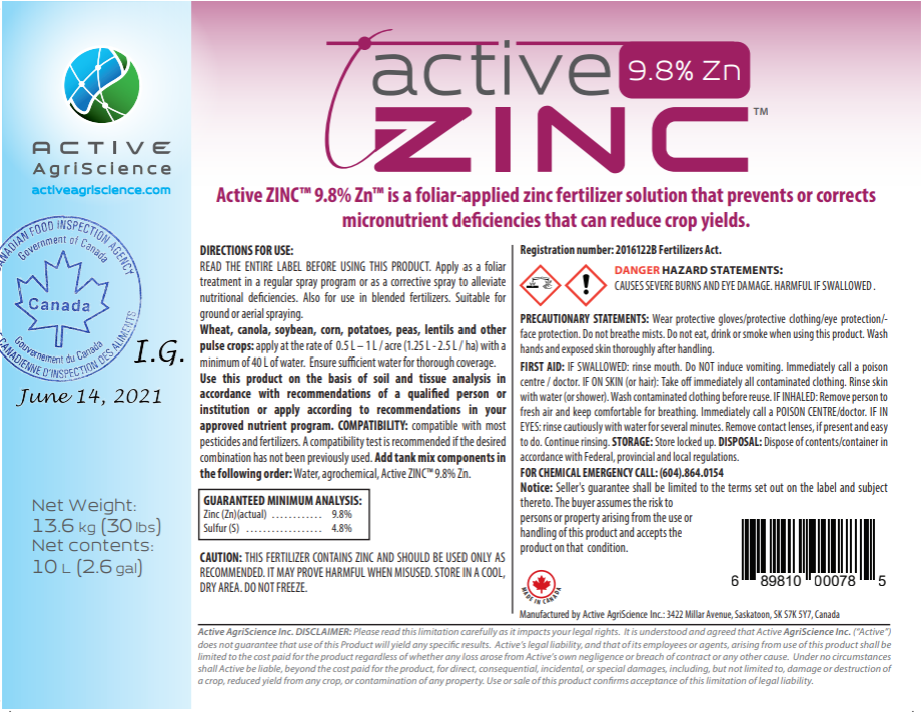 ACTIVE
AgriScience
activeagriscience.com
CANADIAN FOOD INSPECTION AGENCY
Government of Canada
Canada
Gouvernement du Canada
CANADIENNE D'INSPECTION DES ALIMENTS
I.G.
June 14, 2021
Net Weight:
13.6 kg (30 lbs)
Net contents:
10 L (2.6 gal)
active 9.8% Zn
ZINC™
Active ZINC™ 9.8% Zn™ is a foliar-applied zinc fertilizer solution that prevents or corrects
micronutrient deficiencies that can reduce crop yields.
DIRECTIONS FOR USE:
READ THE ENTIRE LABEL BEFORE USING THIS PRODUCT. Apply as a foliar
treatment in a regular spray program or as a corrective spray to alleviate
nutritional deficiencies. Also for use in blended fertilizers. Suitable for
ground or aerial spraying.
Wheat, canola, soybean, corn, potatoes, peas, lentils and other
pulse crops: apply at the rate of 0.5 L – 1 L / acre (1.25 L - 2.5 L / ha) with a
minimum of 40 L of water. Ensure sufficient water for thorough coverage.
Use this product on the basis of soil and tissue analysis in
accordance with recommendations of a qualified person or
institution or apply according to recommendations in your
approved nutrient program. COMPATIBILITY: compatible with most
pesticides and fertilizers. A compatibility test is recommended if the desired
combination has not been previously used. Add tank mix components in
the following order: Water, agrochemical, Active ZINC™ 9.8% Zn.
GUARANTEED MINIMUM ANALYSIS:
Zinc (Zn)(actual) ........... 9.8%
Sulfur (S) ................. 4.8%
CAUTION: THIS FERTILIZER CONTAINS ZINC AND SHOULD BE USED ONLY AS
RECOMMENDED. IT MAY PROVE HARMFUL WHEN MISUSED. STORE IN A COOL,
DRY AREA. DO NOT FREEZE.
Registration number: 2016122B Fertilizers Act.
DANGER HAZARD STATEMENTS:
CAUSES SEVERE BURNS AND EYE DAMAGE. HARMFUL IF SWALLOWED .
PRECAUTIONARY STATEMENTS: Wear protective gloves/protective clothing/eye protection/-
face protection. Do not breathe mists. Do not eat, drink or smoke when using this product. Wash
hands and exposed skin thoroughly after handling.
FIRST AID: IF SWALLOWED: rinse mouth. Do NOT induce vomiting. Immediately call a poison
centre / doctor. IF ON SKIN (or hair): Take off immediately all contaminated clothing. Rinse skin
with water (or shower). Wash contaminated clothing before reuse. IF INHALED: Remove person to
fresh air and keep comfortable for breathing. Immediately call a POISON CENTRE/doctor. IF IN
EYES: rinse cautiously with water for several minutes. Remove contact lenses, if present and easy
to do. Continue rinsing. STORAGE: Store locked up. DISPOSAL: Dispose of contents/container in
accordance with Federal, provincial and local regulations.
FOR CHEMICAL EMERGENCY CALL: (604).864.0154
Notice: Seller's guarantee shall be limited to the terms set out on the label and subject
thereto. The buyer assumes the risk to
persons or property arising from the use or
handling of this product and accepts the
product on that condition.
MADE IN CANADA
6 89810 00078 5
Manufactured by Active AgriScience Inc.: 3422 Millar Avenue, Saskatoon, SK S7K 5Y7, Canada
Active AgriScience Inc. DISCLAIMER: Please read this limitation carefully as it impacts your legal rights. It is understood and agreed that Active AgriScience Inc. ("Active")
does not guarantee that use of this Product will yield any specific results. Active's legal liability, and that of its employees or agents, arising from use of this product shall be
limited to the cost paid for the product regardless of whether any loss arose from Active's own negligence or breach of contract or any other cause. Under no circumstances
shall Active be liable, beyond the cost paid for the product, for direct, consequential, incidental, or special damages, including, but not limited to, damage or destruction of
a crop, reduced yield from any crop, or contamination of any property. Use or sale of this product confirms acceptance of this limitation of legal liability.